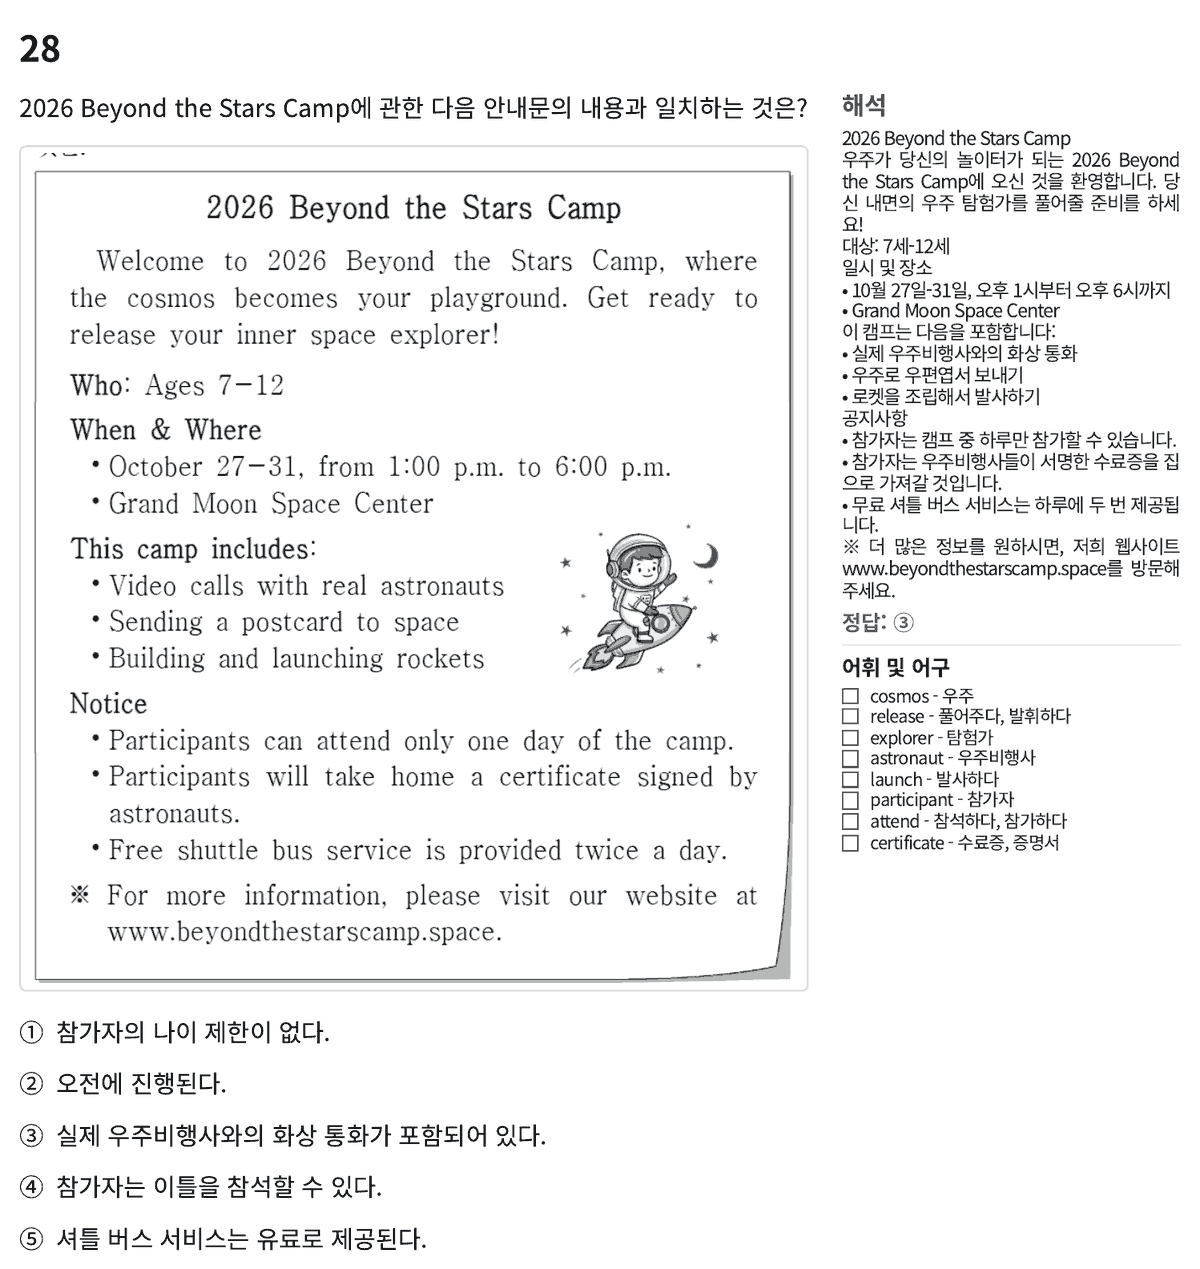 28
2026 Beyond the Stars Camp에 관한 다음 안내문의 내용과 일치하는 것은?
2026 Beyond the Stars Camp
Welcome to 2026 Beyond the Stars Camp, where
the cosmos becomes your playground. Get ready to
release your inner space explorer!
Who: Ages 7-12
When & Where
• October 27-31, from 1:00 p.m. to 6:00 p.m.
• Grand Moon Space Center
This camp includes:
• Video calls with real astronauts
• Sending a postcard to space
• Building and launching rockets
Notice
• Participants can attend only one day of the camp.
• Participants will take home a certificate signed by
astronauts.
• Free shuttle bus service is provided twice a day.
※ For more information, please visit our website at
www.beyondthestarscamp.space.
① 참가자의 나이 제한이 없다.
② 오전에 진행된다.
③ 실제 우주비행사와의 화상 통화가 포함되어 있다.
④ 참가자는 이틀을 참석할 수 있다.
⑤ 셔틀 버스 서비스는 유료로 제공된다.
해석
2026 Beyond the Stars Camp
우주가 당신의 놀이터가 되는 2026 Beyond
the Stars Camp에 오신 것을 환영합니다. 당
신 내면의 우주 탐험가를 풀어줄 준비를 하세
요!
대상: 7세-12세
일시 및 장소
• 10월 27일-31일, 오후 1시부터 오후 6시까지
• Grand Moon Space Center
이 캠프는 다음을 포함합니다:
• 실제 우주비행사와의 화상 통화
• 우주로 우편엽서 보내기
• 로켓을 조립해서 발사하기
공지사항
• 참가자는 캠프 중 하루만 참가할 수 있습니다.
• 참가자는 우주비행사들이 서명한 수료증을 집
으로 가져갈 것입니다.
• 무료 셔틀 버스 서비스는 하루에 두 번 제공됩
니다.
※ 더 많은 정보를 원하시면, 저희 웹사이트
www.beyondthestarscamp.space를 방문해
주세요.
정답: ③
어휘 및 어구
□ cosmos - 우주
□ release - 풀어주다, 발휘하다
□ explorer - 탐험가
□ astronaut - 우주비행사
□ launch - 발사하다
□ participant - 참가자
□ attend - 참석하다, 참가하다
□ certificate - 수료증, 증명서